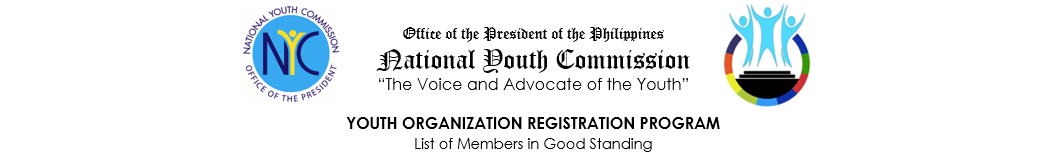 NATIONAL YOUTH COMMISSION
NYC
OFFICE OF THE PRESIDENT
Office of the President of the Philippines
National Youth Commission
“The Voice and Advocate of the Youth”
YOUTH ORGANIZATION REGISTRATION PROGRAM
List of Members in Good Standing